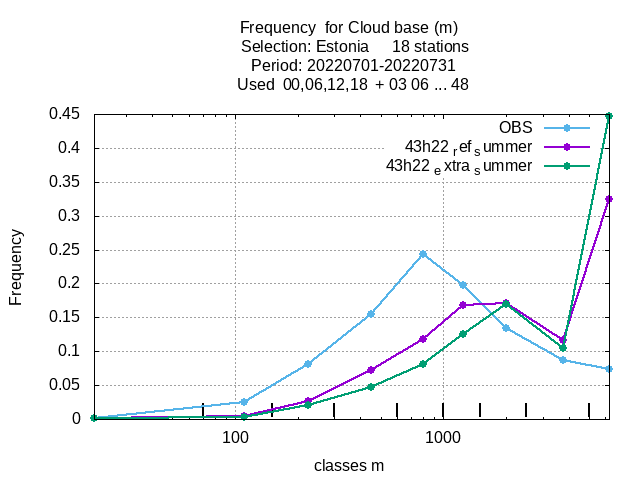 Frequency for Cloud base (m)
Selection: Estonia 18 stations
Period: 20220701-20220731
Used 00,06,12,18 + 03 06 ... 48
OBS
43h22 ref summer
43h22 extra summer
0.45
0.4
0.35
0.3
0.25
0.2
0.15
0.1
0.05
0
Frequency
100
1000
classes m